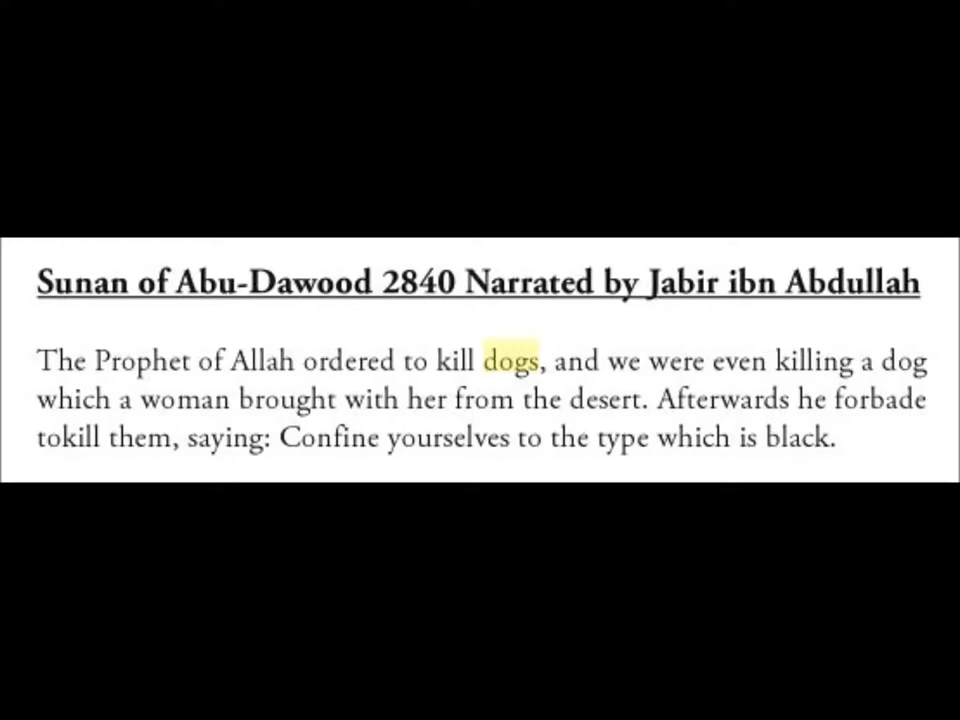 Sunan of Abu-Dawood 2840 Narrated by Jabir ibn Abdullah
The Prophet of Allah ordered to kill dogs, and we were even killing a dog
which a woman brought with her from the desert. Afterwards he forbade
tokill them, saying: Confine yourselves to the type which is black.